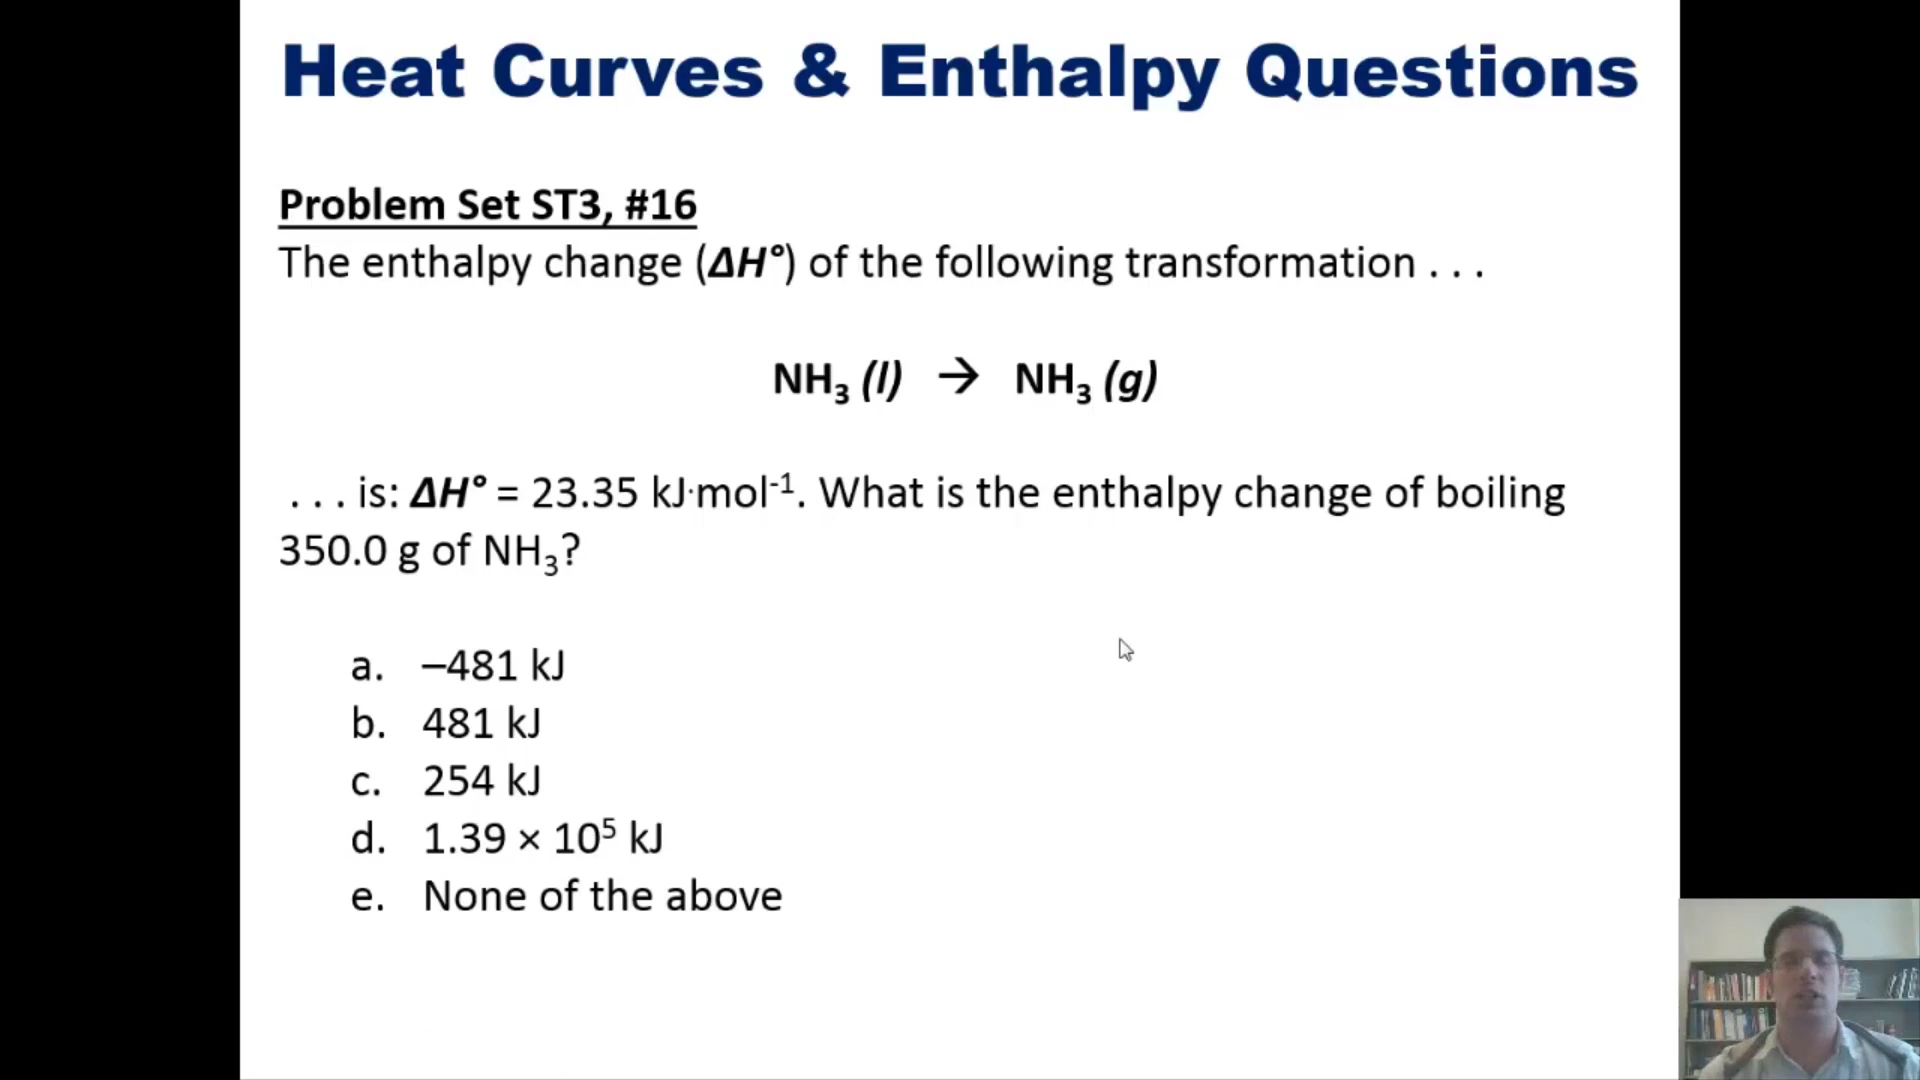 Heat Curves & Enthalpy Questions
Problem Set ST3, #16
The enthalpy change (ΔH°) of the following transformation . . .
NH₃ (l) → NH₃ (g)
. . . is: ΔH° = 23.35 kJ·mol⁻¹. What is the enthalpy change of boiling
350.0 g of NH₃?
a. –481 kJ
b. 481 kJ
c. 254 kJ
d. 1.39 × 10⁵ kJ
e. None of the above